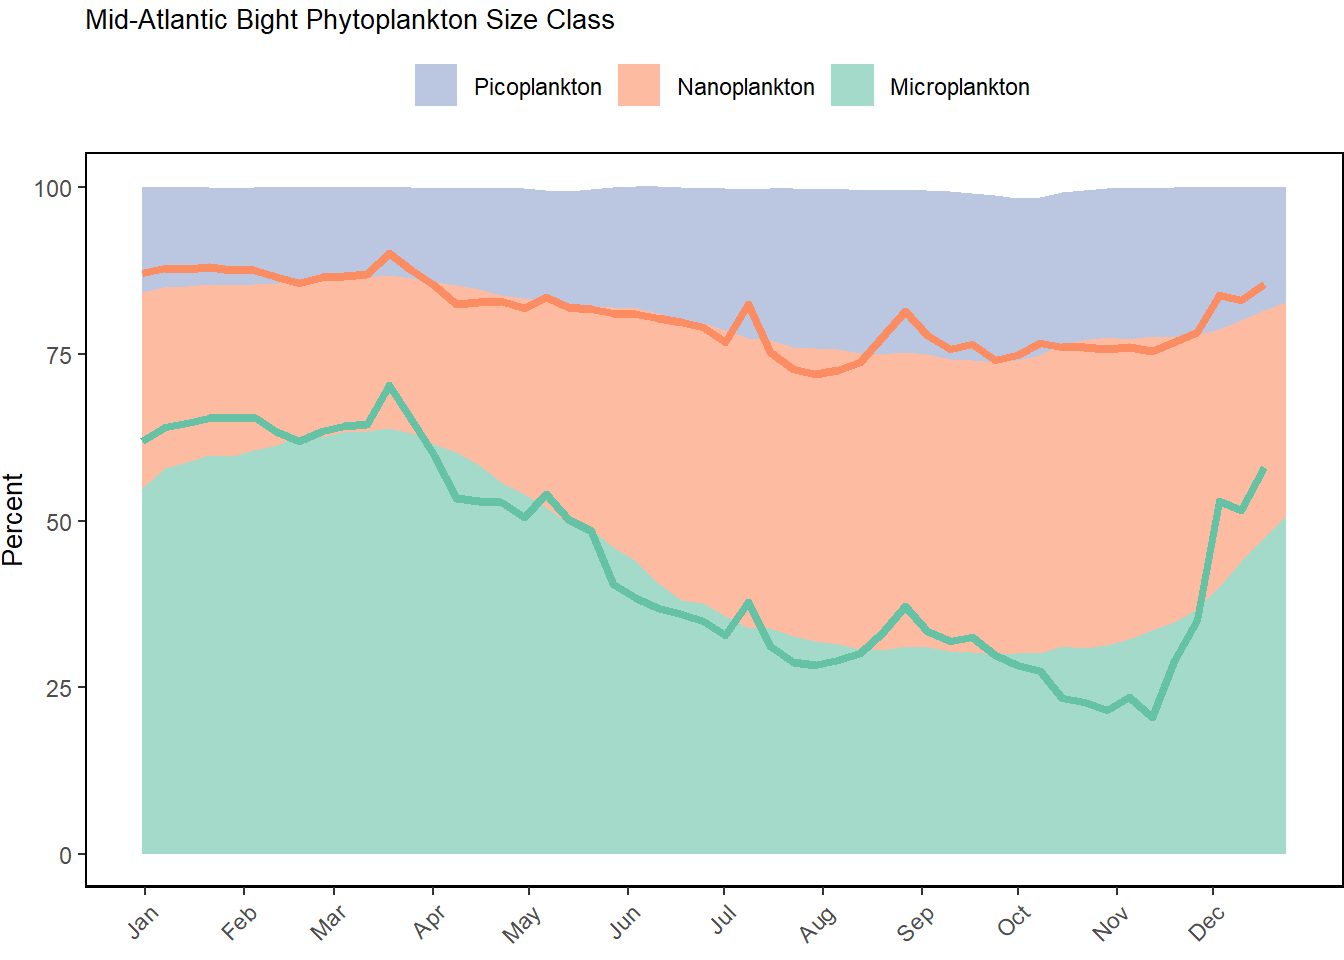 Mid-Atlantic Bight Phytoplankton Size Class
Picoplankton Nanoplankton Microplankton
100
75
50
25
0
Percent
Jan Feb Mar Apr May Jun Jul Aug Sep Oct Nov Dec